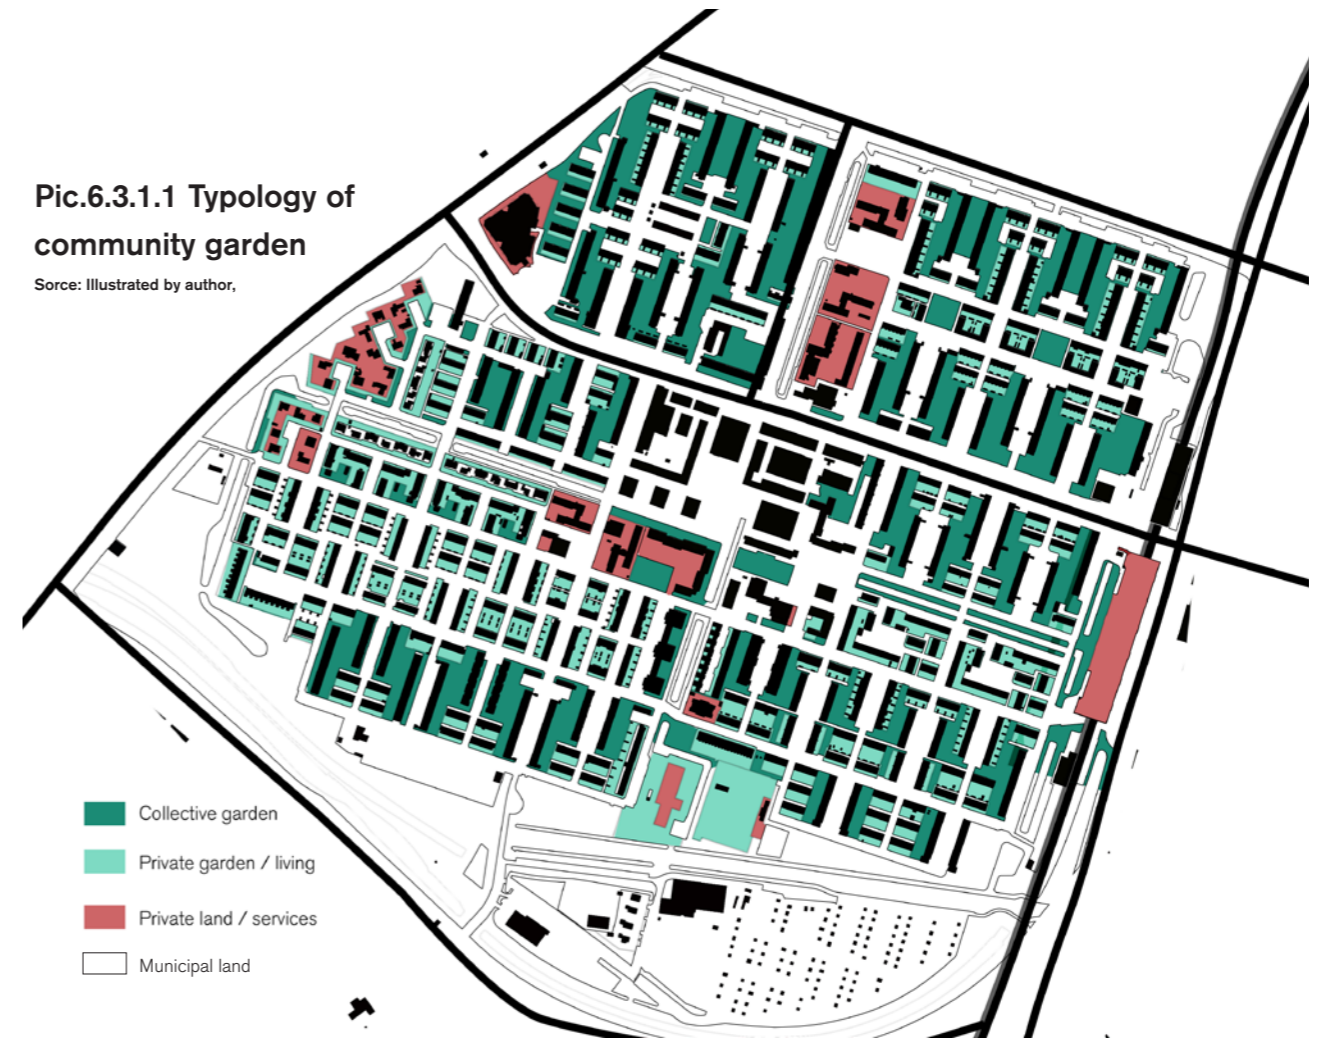 Pic.6.3.1.1 Typology of
community garden
Sorce: Illustrated by author,
Collective garden
Private garden / living
Private land / services
Municipal land